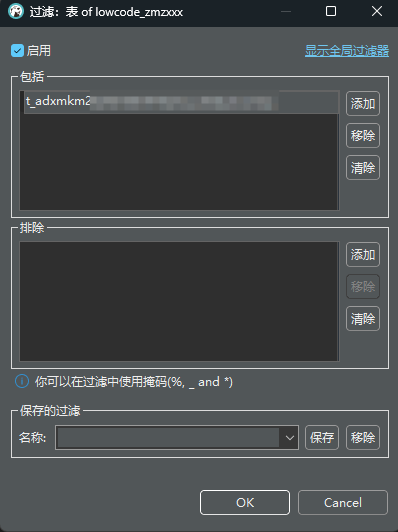 过滤：表 of lowcode_zmzxxx
启用
显示全局过滤器
包括
t_adxmkm2
添加
移除
清除
排除
添加
移除
清除
你可以在过滤中使用掩码(%, _ and *)
保存的过滤
名称:
保存
移除
OK
Cancel